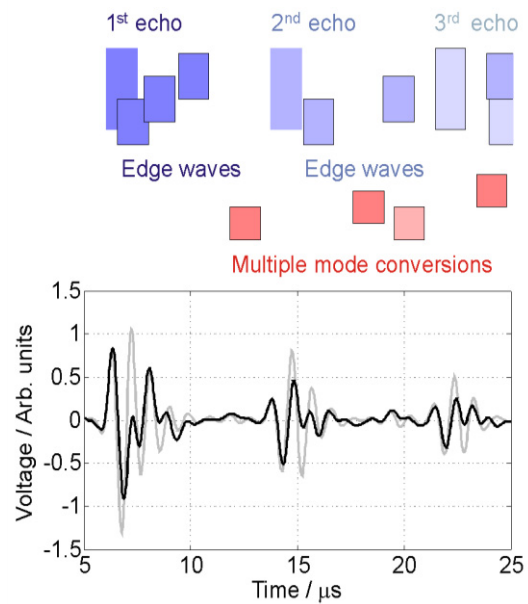 1st echo 2nd echo 3rd echo
Edge waves Edge waves
Multiple mode conversions
1.5
1
0.5
0
-0.5
-1
-1.5
Voltage / Arb. units
5 10 15 20 25
Time / μs